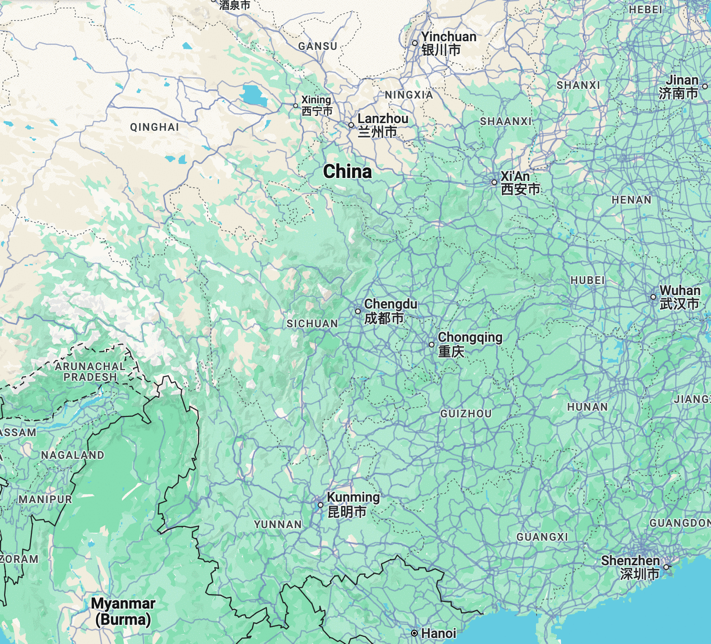 酒泉市
HEBEI
GANSU
Yinchuan
银川市
SHANXI
Jinan
济南市
Xining
西宁市
NINGXIA
Lanzhou
兰州市
QINGHAI
SHAANXI
China
Xi'An
西安市
HENAN
HUBEI
Wuhan
武汉市
Chengdu
成都市
SICHUAN
Chongqing
重庆
ARUNACHAL
PRADESH
JIANG
GUIZHOU
HUNAN
ASSAM
NAGALAND
MANIPUR
Kunming
昆明市
YUNNAN
GUANGXI
GUANGDON
ZORAM
Shenzhen
深圳市
Myanmar
(Burma)
Hanoi